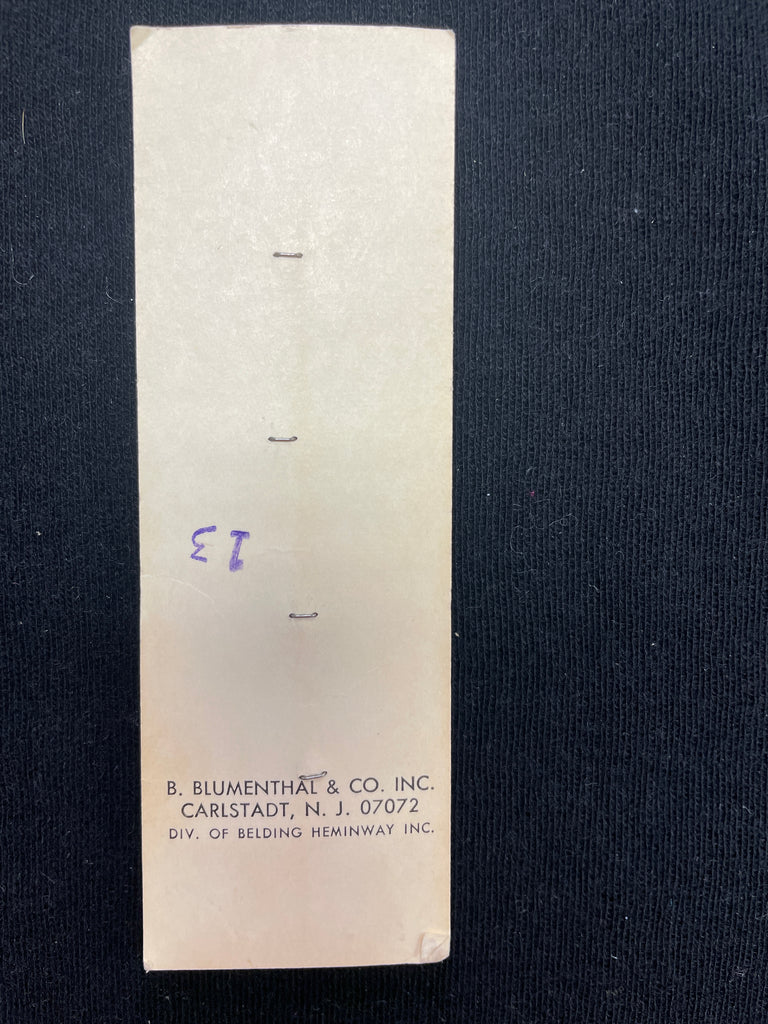 13
B. BLUMENTHAL & CO. INC.
CARLSTADT, N. J. 07072
DIV. OF BELDING HEMINWAY INC.